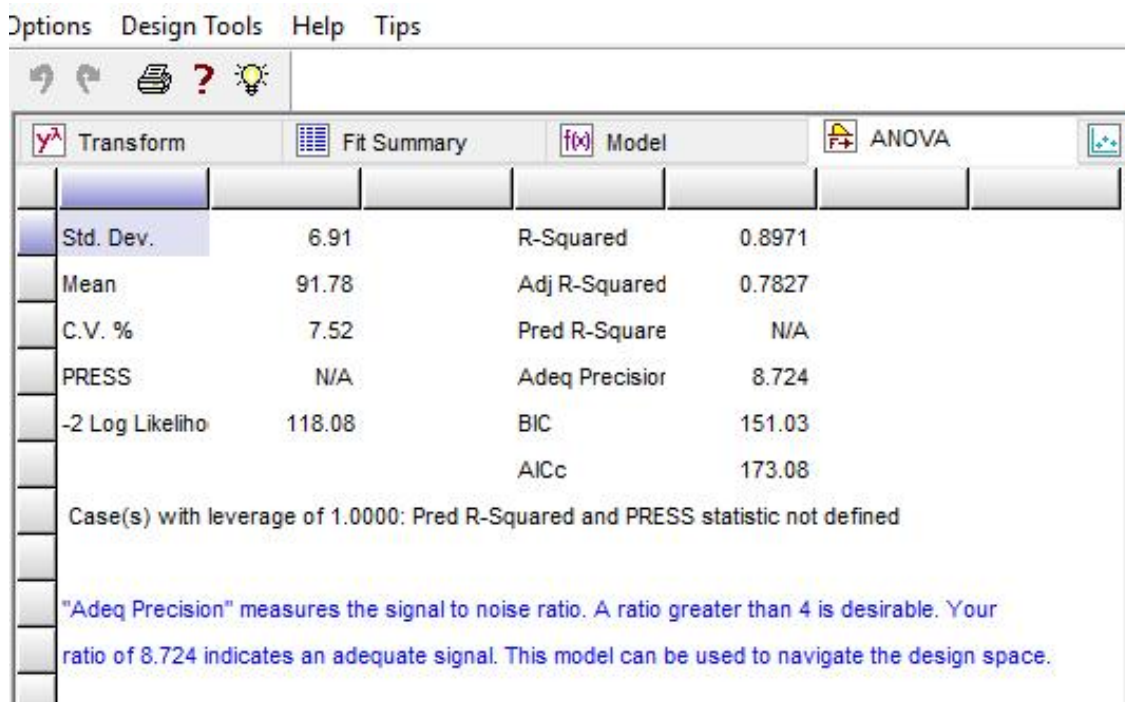 Options Design Tools Help Tips
?
yλ Transform Fit Summary f(x) Model F+ ANOVA
Std. Dev. 6.91 R-Squared 0.8971
Mean 91.78 Adj R-Squared 0.7827
C.V. % 7.52 Pred R-Square N/A
PRESS N/A Adeq Precisior 8.724
-2 Log Likeliho 118.08 BIC 151.03
AICc 173.08
Case(s) with leverage of 1.0000: Pred R-Squared and PRESS statistic not defined
"Adeq Precision" measures the signal to noise ratio. A ratio greater than 4 is desirable. Your
ratio of 8.724 indicates an adequate signal. This model can be used to navigate the design space.